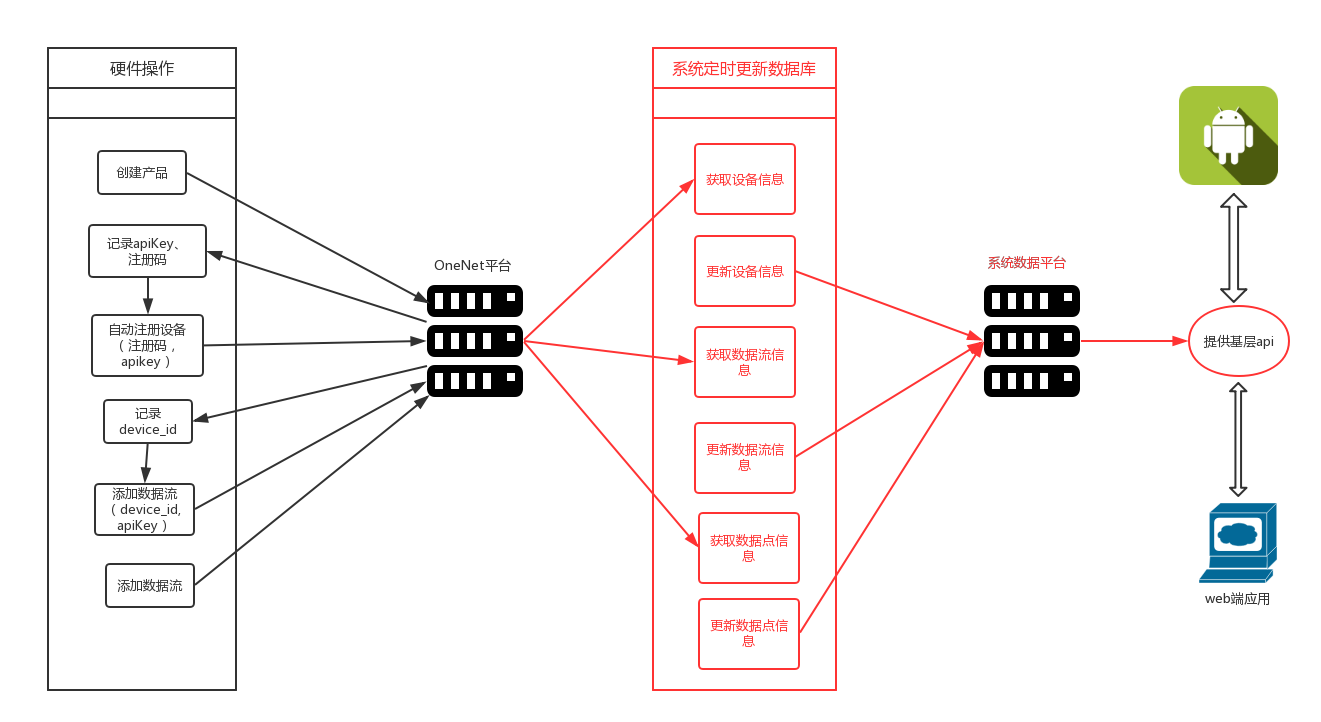 硬件操作
创建产品
记录apiKey、
注册码
自动注册设备
（注册码，
apikey）
记录
device_id
添加数据流
（device_id,
apiKey）
添加数据流
OneNet平台
系统定时更新数据库
获取设备信息
更新设备信息
获取数据流信
息
更新数据流信
息
获取数据点信
息
更新数据点信
息
系统数据平台
提供基层api
web端应用